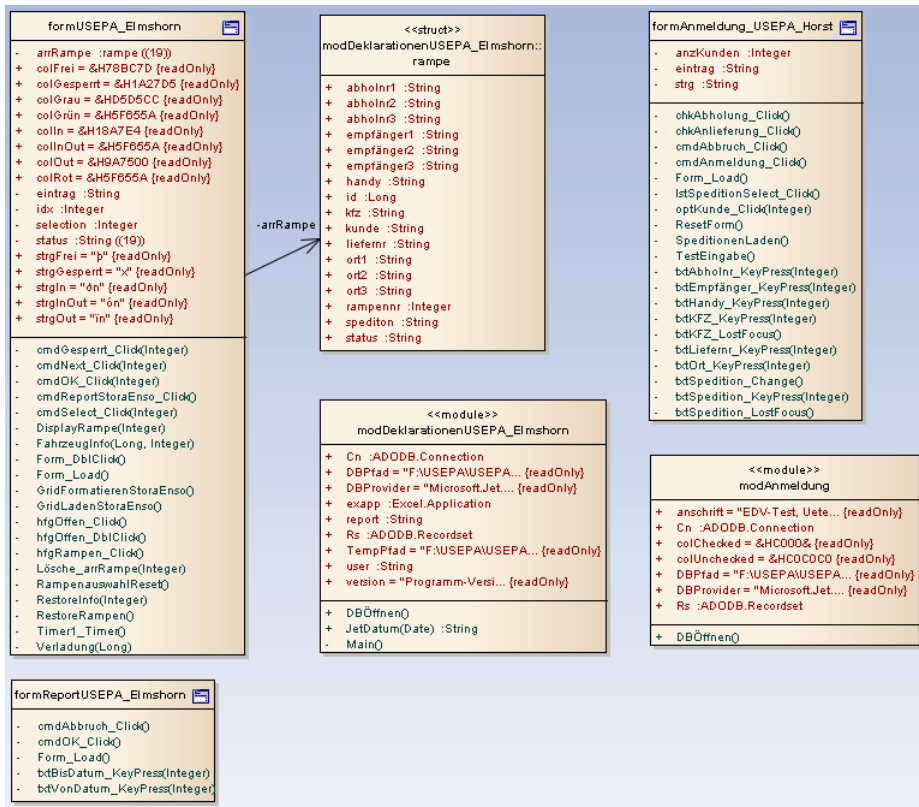 formUSEPA_Elmshorn
- arrRampe :rampe ((19))
+ colFrei = &H78BC7D {readOnly}
+ colGesperrt = &H1A27D5 {readOnly}
+ colGrau = &HD5D5CC {readOnly}
+ colGrün = &H5F655A {readOnly}
+ colIn = &H18A7E4 {readOnly}
+ colInOut = &H5F655A {readOnly}
+ colOut = &H9A7500 {readOnly}
+ colRot = &H5F655A {readOnly}
- eintrag :String
- idx :Integer
- selection :Integer
- status :String ((19))
+ strgFrei = "þ" {readOnly}
+ strgGesperrt = "x" {readOnly}
+ strgIn = "ðn" {readOnly}
+ strgInOut = "ôn" {readOnly}
+ strgOut = "ïn" {readOnly}
- cmdGesperrt_Click(Integer)
- cmdNext_Click(Integer)
- cmdOK_Click(Integer)
- cmdReportStoraEnso_Click()
- cmdSelect_Click(Integer)
- DisplayRampe(Integer)
- FahrzeugInfo(Long, Integer)
- Form_DblClick()
- Form_Load()
- GridFormatierenStoraEnso()
- GridLadenStoraEnso()
- hfgOffen_Click()
- hfgOffen_DblClick()
- hfgRampen_Click()
- Lösche_arrRampe(Integer)
- RampenauswahlReset()
- RestoreInfo(Integer)
- RestoreRampen()
- Timer1_Timer()
- Verladung(Long)
-arrRampe
<<struct>>
modDeklarationenUSEPA_Elmshorn::
rampe
+ abholnr1 :String
+ abholnr2 :String
+ abholnr3 :String
+ empfänger1 :String
+ empfänger2 :String
+ empfänger3 :String
+ handy :String
+ id :Long
+ kfz :String
+ kunde :String
+ liefernr :String
+ ort1 :String
+ ort2 :String
+ ort3 :String
+ rampennr :Integer
+ spediton :String
+ status :String
formAnmeldung_USEPA_Horst
- anzKunden :Integer
- eintrag :String
- strg :String
- chkAbholung_Click()
- chkAnlieferung_Click()
- cmdAbbruch_Click()
- cmdAnmeldung_Click()
- Form_Load()
- lstSpeditionSelect_Click()
- optKunde_Click(Integer)
- ResetForm()
- SpeditionenLaden()
- TestEingabe()
- txtAbholnr_KeyPress(Integer)
- txtEmpfänger_KeyPress(Integer)
- txtHandy_KeyPress(Integer)
- txtKFZ_KeyPress(Integer)
- txtKFZ_LostFocus()
- txtLiefernr_KeyPress(Integer)
- txtOrt_KeyPress(Integer)
- txtSpedition_Change()
- txtSpedition_KeyPress(Integer)
- txtSpedition_LostFocus()
<<module>>
modDeklarationenUSEPA_Elmshorn
+ Cn :ADODB.Connection
+ DBPfad = "F:\USEPA\USEPA... {readOnly}
+ DBProvider = "Microsoft.Jet.... {readOnly}
+ exapp :Excel.Application
+ report :String
+ Rs :ADODB.Recordset
+ TempPfad = "F:\USEPA\USEPA... {readOnly}
+ user :String
+ version = "Programm-Versi... {readOnly}
+ DBÖffnen()
+ JetDatum(Date) :String
- Main()
<<module>>
modAnmeldung
+ anschrift = "EDV-Test, Uete... {readOnly}
+ Cn :ADODB.Connection
+ colChecked = &HC000& {readOnly}
+ colUnchecked = &HC0C0C0 {readOnly}
+ DBPfad = "F:\USEPA\USEPA... {readOnly}
+ DBProvider = "Microsoft.Jet.... {readOnly}
+ Rs :ADODB.Recordset
+ DBÖffnen()
formReportUSEPA_Elmshorn
- cmdAbbruch_Click()
- cmdOK_Click()
- Form_Load()
- txtBisDatum_KeyPress(Integer)
- txtVonDatum_KeyPress(Integer)